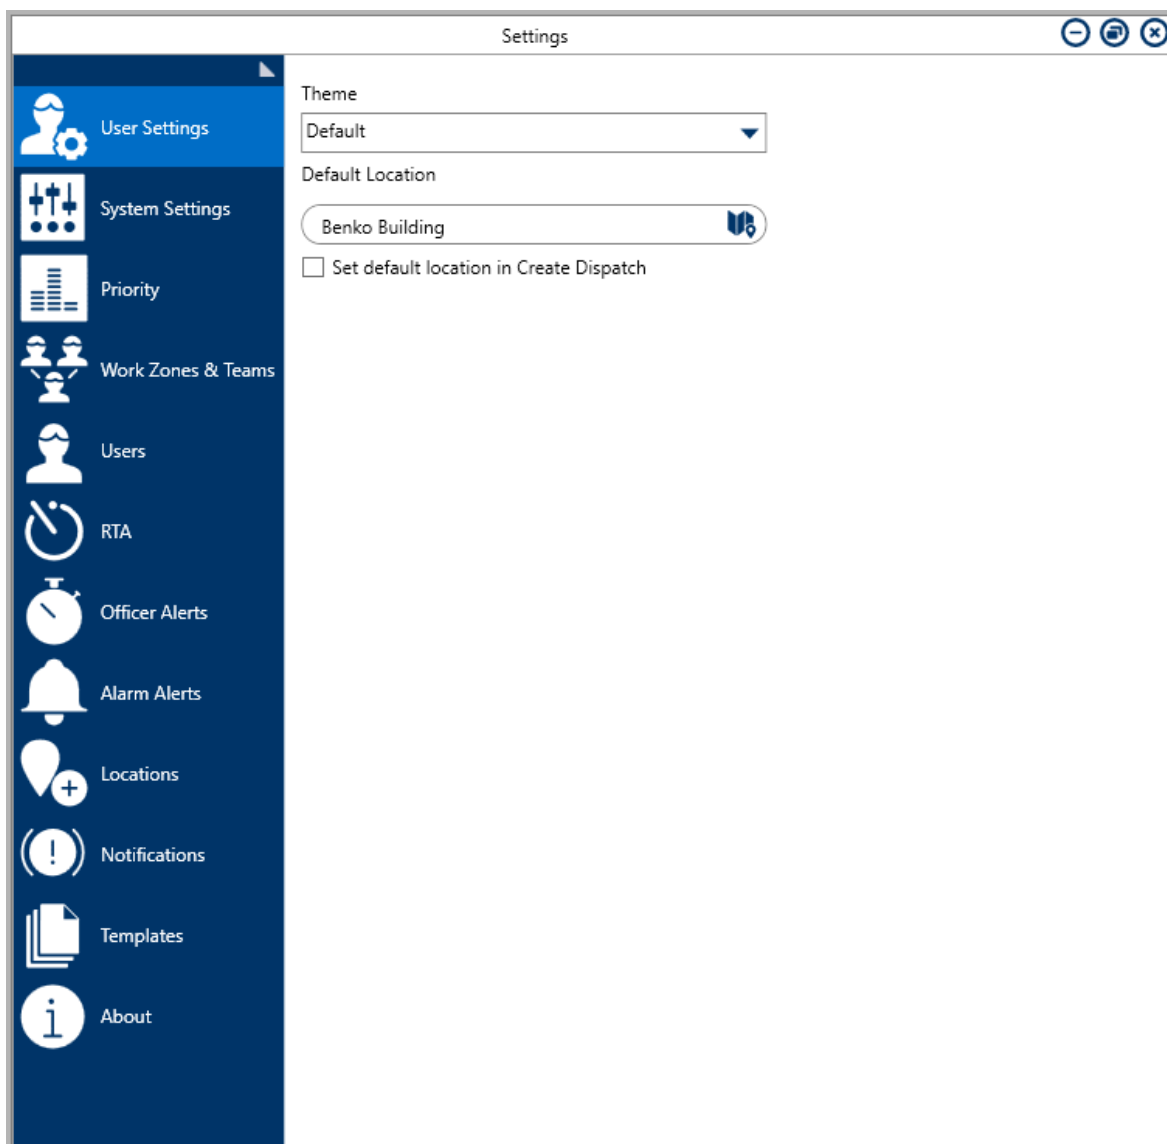 Settings
User Settings
System Settings
Priority
Work Zones & Teams
Users
RTA
Officer Alerts
Alarm Alerts
Locations
Notifications
Templates
About
Theme
Default
Default Location
Benko Building
Set default location in Create Dispatch